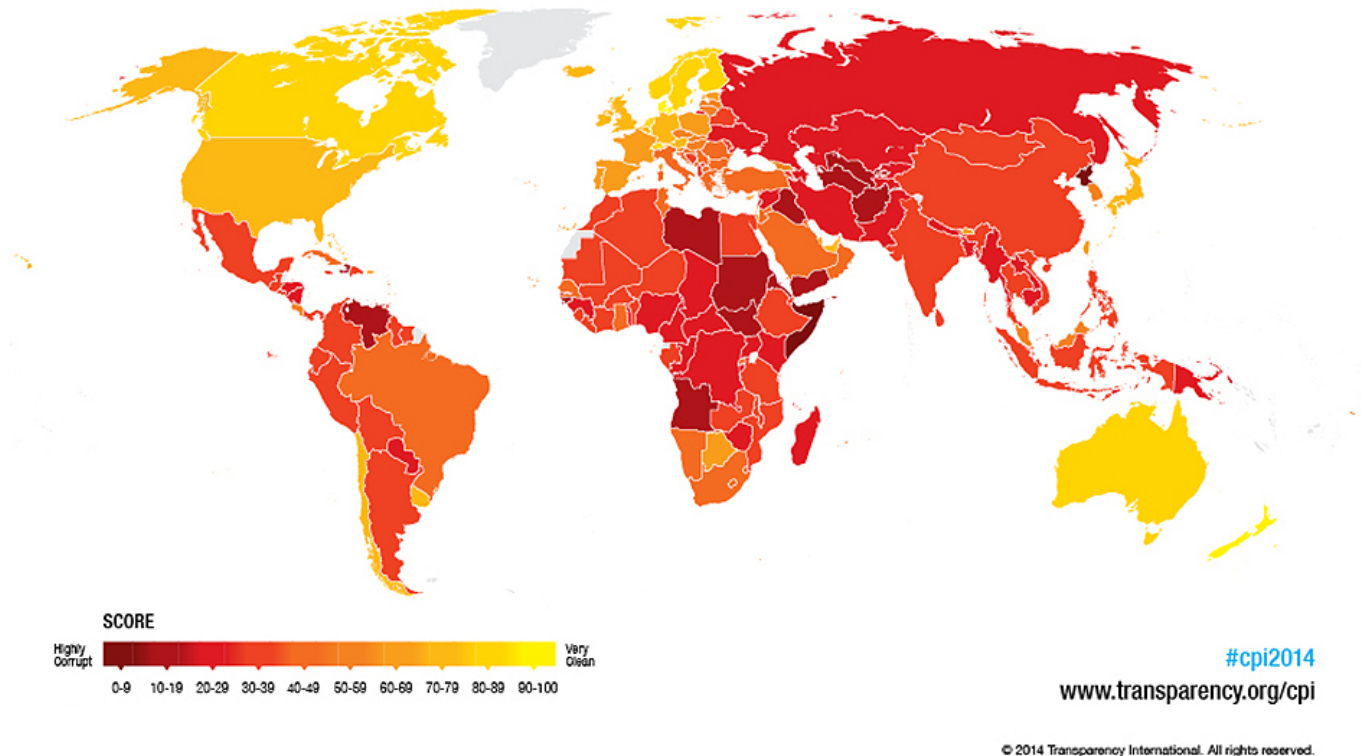 SCORE
Highly Corrupt
Very Clean
0-9 10-19 20-29 30-39 40-49 50-59 60-69 70-79 80-89 90-100
#cpi2014
www.transparency.org/cpi
© 2014 Transparency International. All rights reserved.